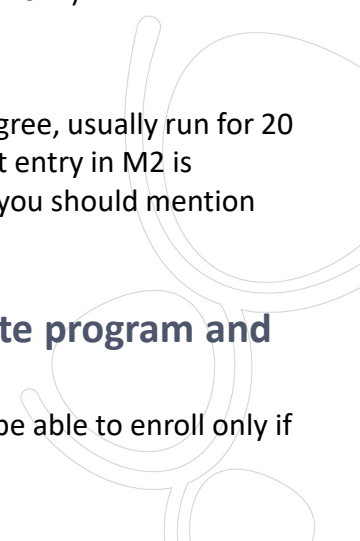 gree, usually run for 20
t entry in M2 is
you should mention
te program and
be able to enroll only if